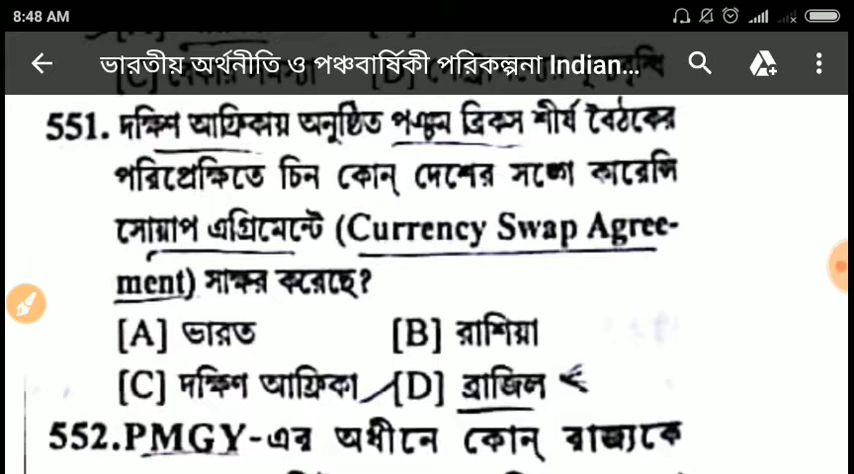 8:48 AM
ভারতীয় অর্থনীতি ও পঞ্চবার্ষিকী পরিকল্পনা Indian...
551. দক্ষিণ আফ্রিকায় অনুষ্ঠিত পঞ্চম ব্রিকস শীর্ষ বৈঠকের
পরিপ্রেক্ষিতে চিন কোন্ দেশের সঙ্গে কারেন্সি
সোয়াপ এগ্রিমেন্টে (Currency Swap Agree-
ment) সাক্ষর করেছে?
[A] ভারত [B] রাশিয়া
[C] দক্ষিণ আফ্রিকা [D] ব্রাজিল
552. PMGY-এর অধীনে কোন্ রাজ্যকে